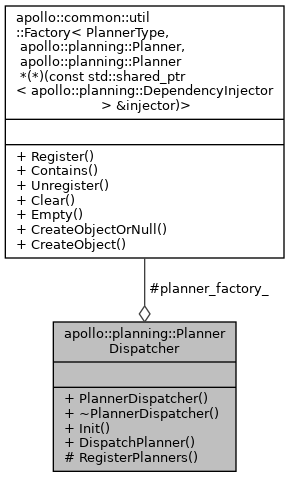 apollo::common::util
::Factory< PlannerType,
apollo::planning::Planner,
apollo::planning::Planner
*(*)(const std::shared_ptr
< apollo::planning::DependencyInjector
> &injector)>
+ Register()
+ Contains()
+ Unregister()
+ Clear()
+ Empty()
+ CreateObjectOrNull()
+ CreateObject()
#planner_factory_
apollo::planning::Planner
Dispatcher
+ PlannerDispatcher()
+ ~PlannerDispatcher()
+ Init()
+ DispatchPlanner()
# RegisterPlanners()